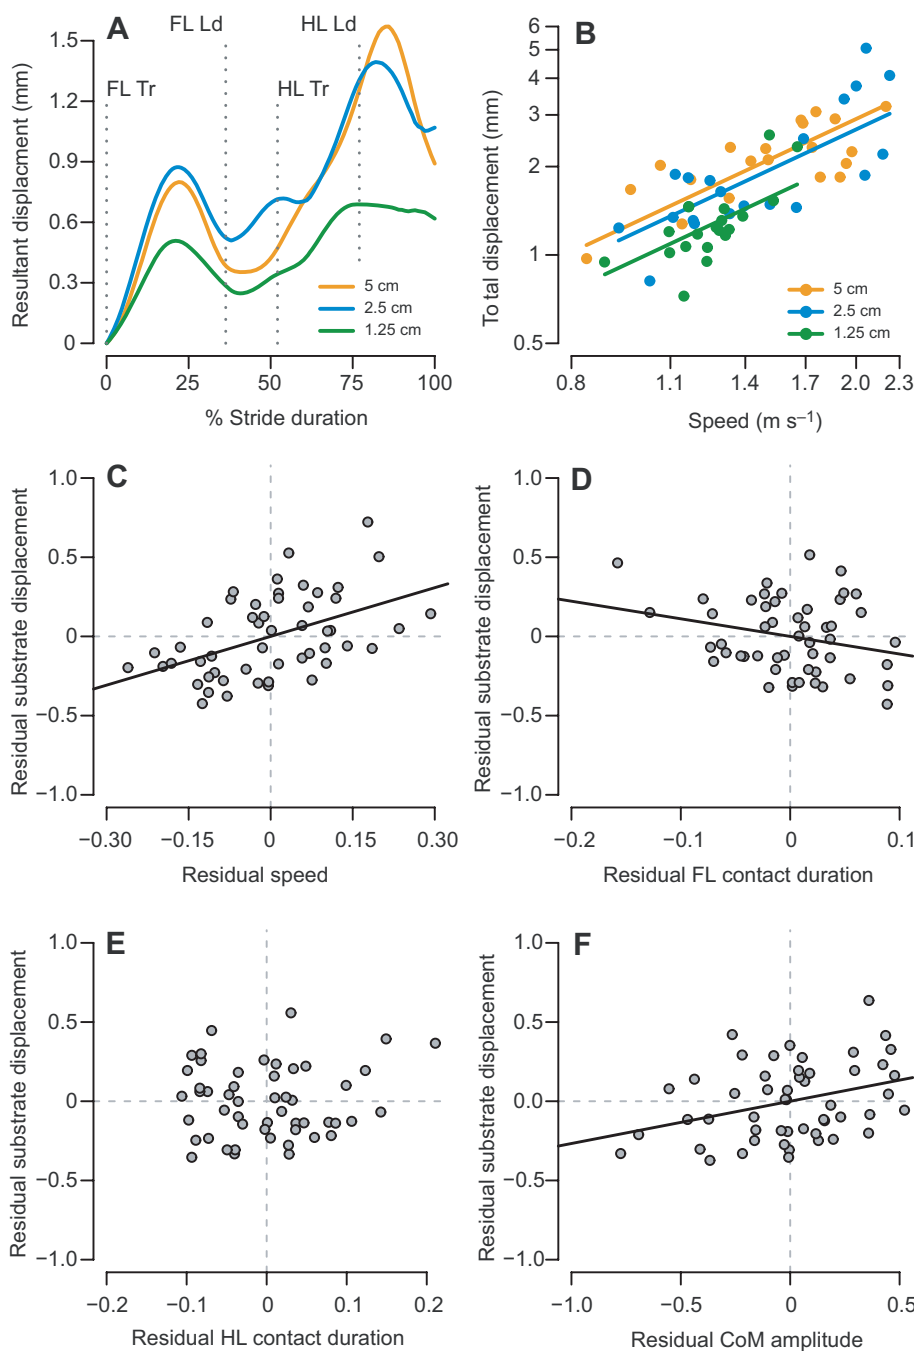 A
FL Ld
HL Ld
FL Tr
HL Tr
Resultant displacement (mm)
1.5
1.2
0.9
0.6
0.3
0
5 cm
2.5 cm
1.25 cm
0 25 50 75 100
% Stride duration
B
Total displacement (mm)
6
5
4
3
2
1
0.5
5 cm
2.5 cm
1.25 cm
0.8 1.1 1.4 1.7 2.0 2.3
Speed (m s–1)
C
Residual substrate displacement
1.0
0.5
0
−0.5
−1.0
−0.30 −0.15 0 0.15 0.30
Residual speed
D
Residual substrate displacement
1.0
0.5
0
−0.5
−1.0
−0.2 −0.1 0 0.1
Residual FL contact duration
E
Residual substrate displacement
1.0
0.5
0
−0.5
−1.0
−0.2 −0.1 0 0.1 0.2
Residual HL contact duration
F
Residual substrate displacement
1.0
0.5
0
−0.5
−1.0
−1.0 −0.5 0 0.5
Residual CoM amplitude